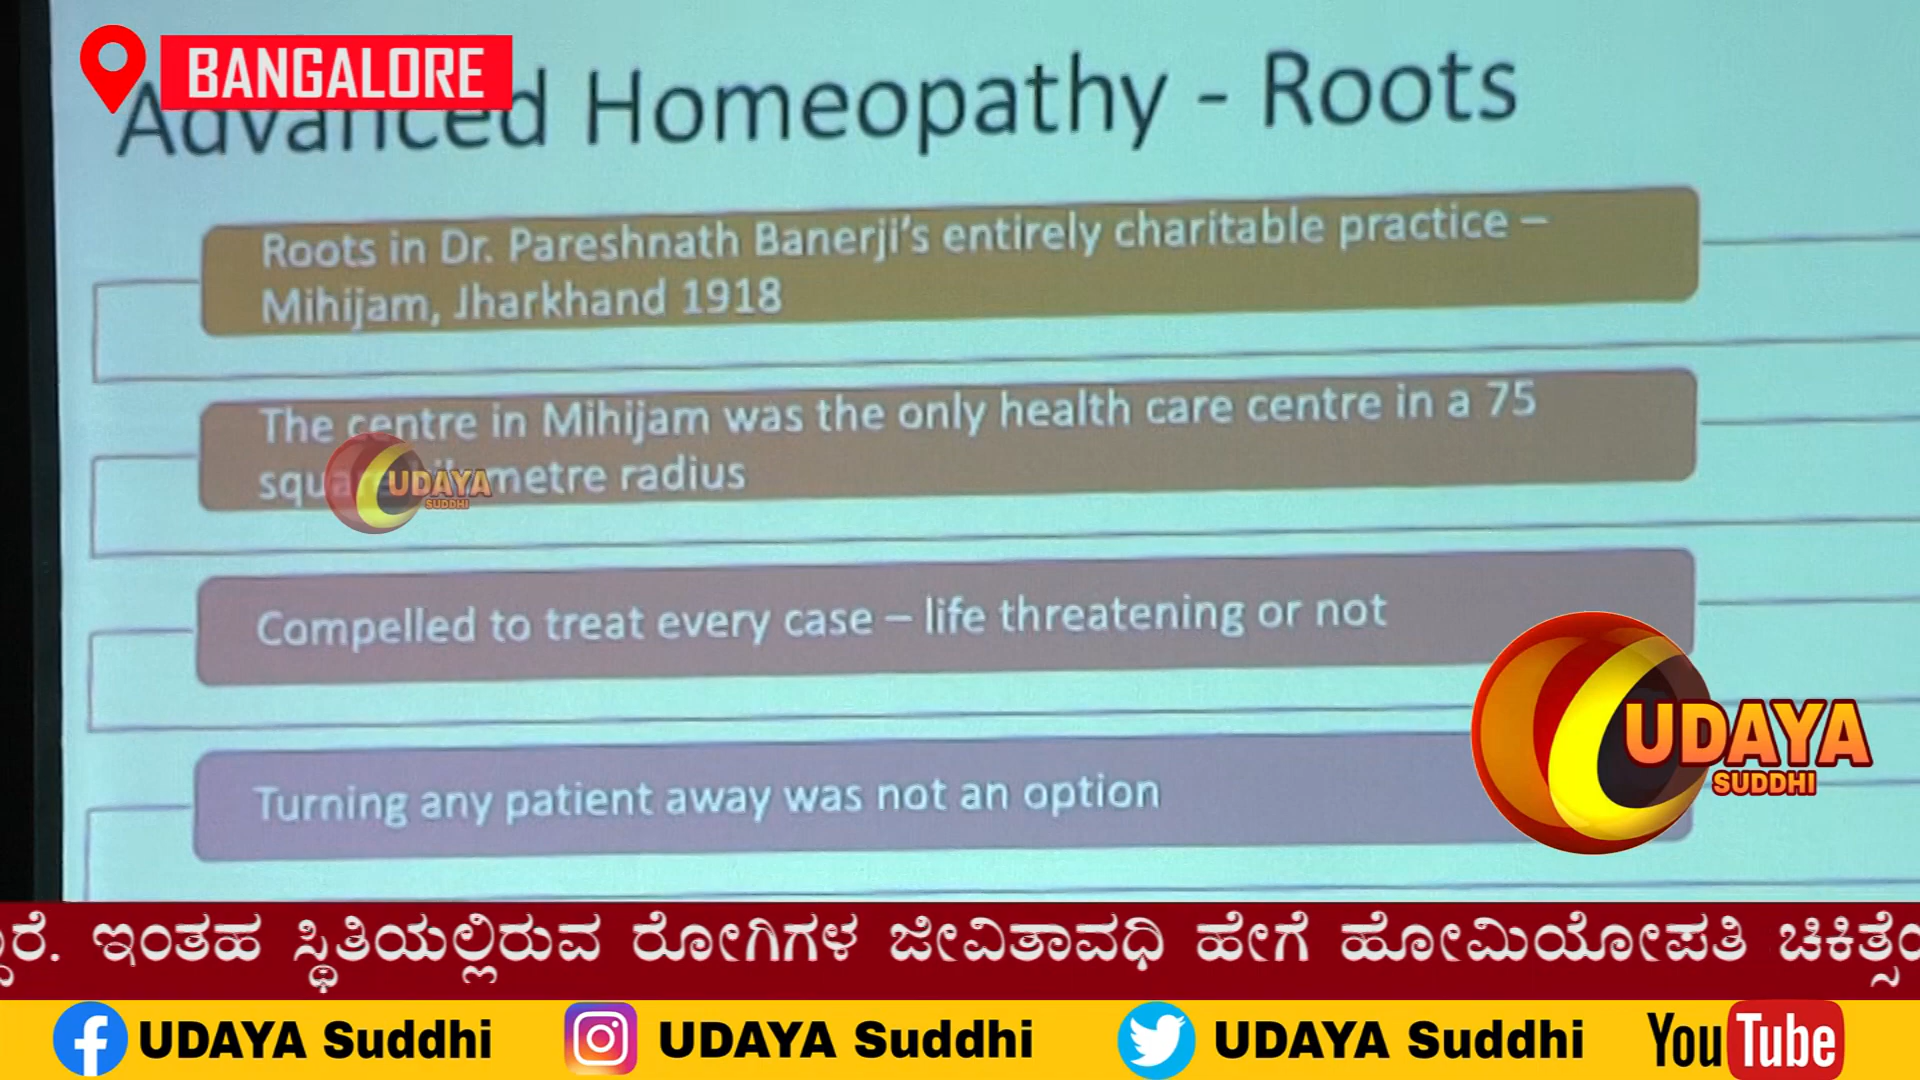 BANGALORE
Advanced Homeopathy - Roots
Roots in Dr. Pareshnath Banerji's entirely charitable practice –
Mihijam, Jharkhand 1918
The centre in Mihijam was the only health care centre in a 75
metre radius
UDAYA
SUDDHI
Compelled to treat every case – life threatening or not
Turning any patient away was not an option
UDAYA
SUDDHI
ಇಂತಹ ಸ್ಥಿತಿಯಲ್ಲಿರುವ ರೋಗಿಗಳ ಜೀವಿತಾವಧಿ ಹೇಗೆ ಹೋಮಿಯೋಪತಿ
UDAYA Suddhi UDAYA Suddhi UDAYA Suddhi YouTube